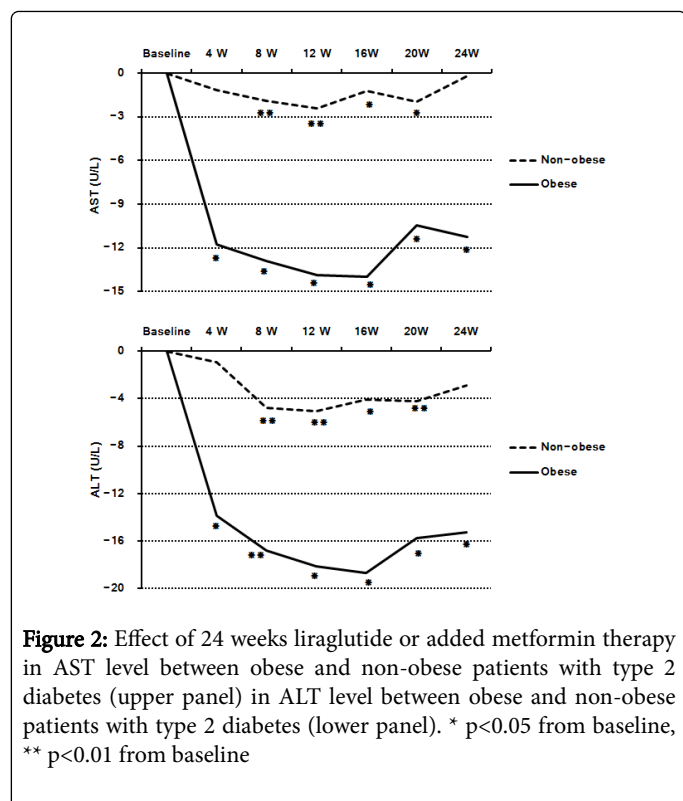 Baseline 4 W 8 W 12 W 16W 20W 24W
0
-3
-6
-9
-12
-15
AST (U/L)
** ** * *
* * * * * *
Non-obese
Obese
Baseline 4 W 8 W 12 W 16W 20W 24W
0
-4
-8
-12
-16
-20
ALT (U/L)
** ** * **
* ** * * * *
Non-obese
Obese
Figure 2: Effect of 24 weeks liraglutide or added metformin therapy
in AST level between obese and non-obese patients with type 2
diabetes (upper panel) in ALT level between obese and non-obese
patients with type 2 diabetes (lower panel). * p<0.05 from baseline,
** p<0.01 from baseline